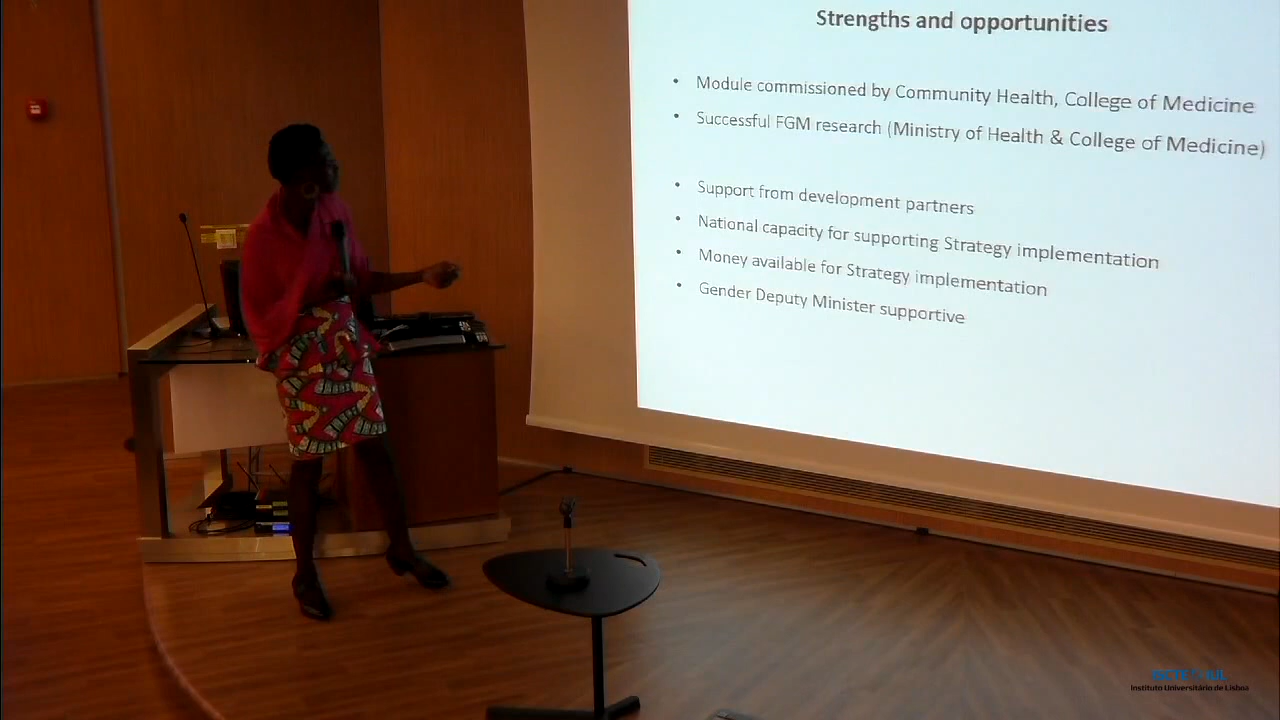 Strengths and opportunities
• Module commissioned by Community Health, College of Medicine
• Successful FGM research (Ministry of Health & College of Medicine)
• Support from development partners
• National capacity for supporting Strategy implementation
• Money available for Strategy implementation
• Gender Deputy Minister supportive
Instituto Universitário de Lisboa